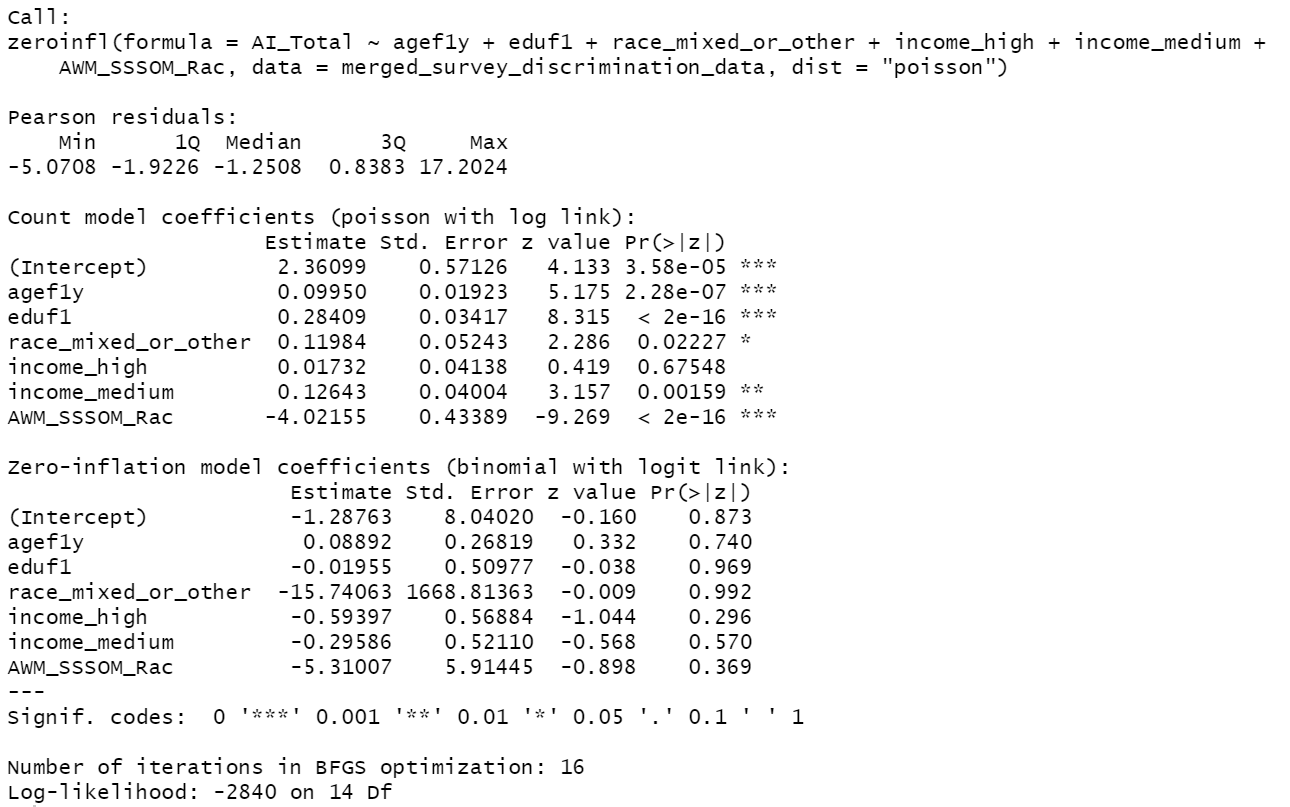 Call:
zeroinfl(formula = AI_Total ~ agef1y + eduf1 + race_mixed_or_other + income_high + income_medium +
    AWM_SSSOM_Rac, data = merged_survey_discrimination_data, dist = "poisson")

Pearson residuals:
    Min      1Q  Median      3Q     Max
-5.0708 -1.9226 -1.2508  0.8383 17.2024

Count model coefficients (poisson with log link):
                    Estimate Std. Error z value Pr(>|z|)
(Intercept)          2.36099    0.57126   4.133 3.58e-05 ***
agef1y               0.09950    0.01923   5.175 2.28e-07 ***
eduf1                0.28409    0.03417   8.315  < 2e-16 ***
race_mixed_or_other  0.11984    0.05243   2.286  0.02227 *
income_high          0.01732    0.04138   0.419  0.67548
income_medium        0.12643    0.04004   3.157  0.00159 **
AWM_SSSOM_Rac       -4.02155    0.43389  -9.269  < 2e-16 ***

Zero-inflation model coefficients (binomial with logit link):
                      Estimate Std. Error z value Pr(>|z|)
(Intercept)           -1.28763    8.04020  -0.160    0.873
agef1y                 0.08892    0.26819   0.332    0.740
eduf1                 -0.01955    0.50977  -0.038    0.969
race_mixed_or_other  -15.74063 1668.81363  -0.009    0.992
income_high           -0.59397    0.56884  -1.044    0.296
income_medium         -0.29586    0.52110  -0.568    0.570
AWM_SSSOM_Rac         -5.31007    5.91445  -0.898    0.369
---
Signif. codes:  0 '***' 0.001 '**' 0.01 '*' 0.05 '.' 0.1 ' ' 1

Number of iterations in BFGS optimization: 16
Log-likelihood: -2840 on 14 Df